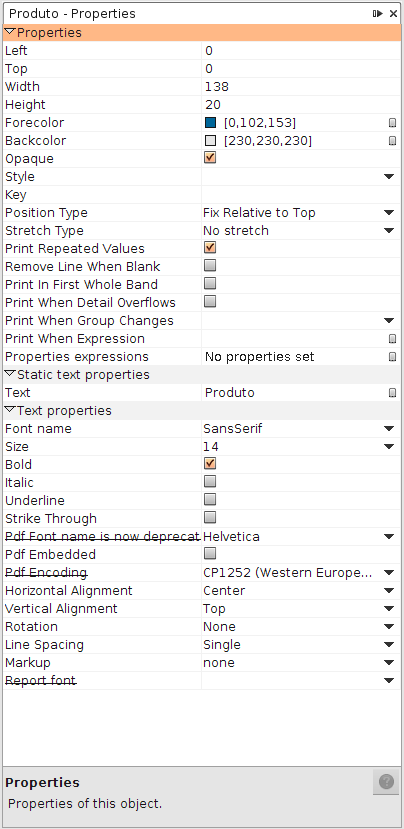 Produto - Properties
Properties
Left 0
Top 0
Width 138
Height 20
Forecolor [0,102,153]
Backcolor [230,230,230]
Opaque
Style
Key
Position Type Fix Relative to Top
Stretch Type No stretch
Print Repeated Values
Remove Line When Blank
Print In First Whole Band
Print When Detail Overflows
Print When Group Changes
Print When Expression
Properties expressions No properties set
Static text properties
Text Produto
Text properties
Font name SansSerif
Size 14
Bold
Italic
Underline
Strike Through
Pdf Font name is now deprecat Helvetica
Pdf Embedded
Pdf Encoding CP1252 (Western Europe...
Horizontal Alignment Center
Vertical Alignment Top
Rotation None
Line Spacing Single
Markup none
Report font
Properties
?
Properties of this object.